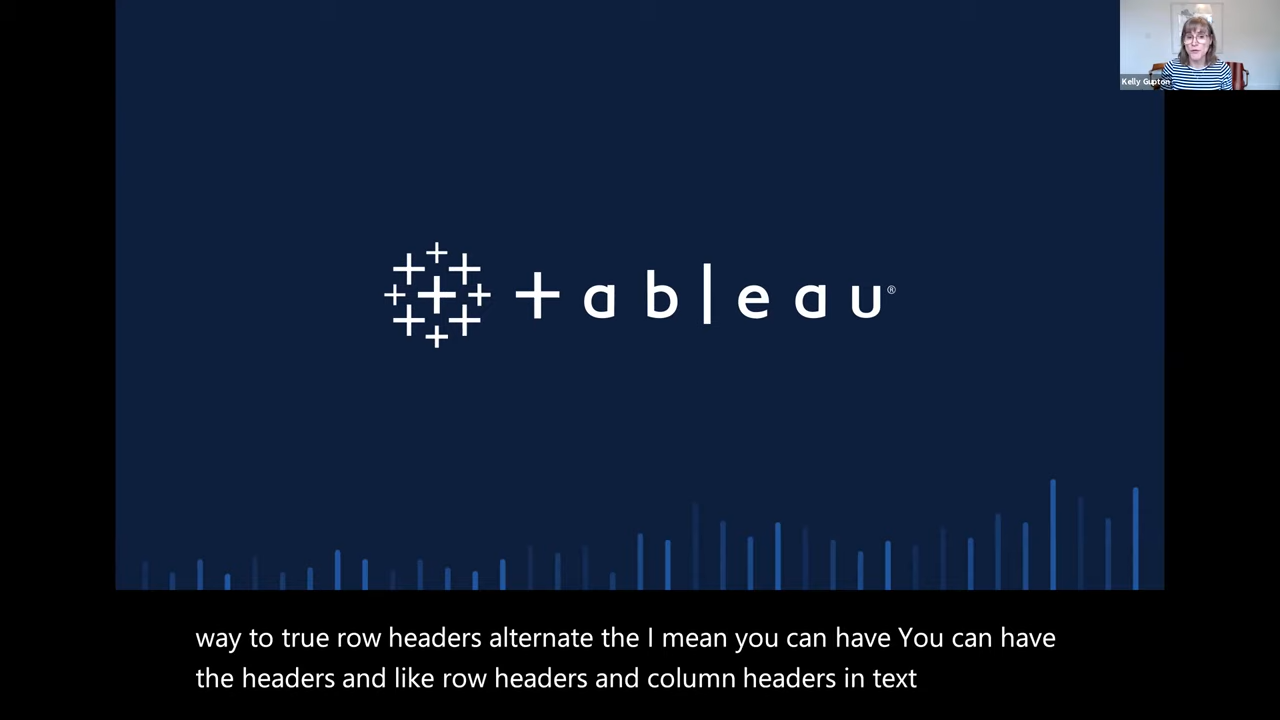 Kelly Gupton
+ableau®
way to true row headers alternate the I mean you can have You can have
the headers and like row headers and column headers in text